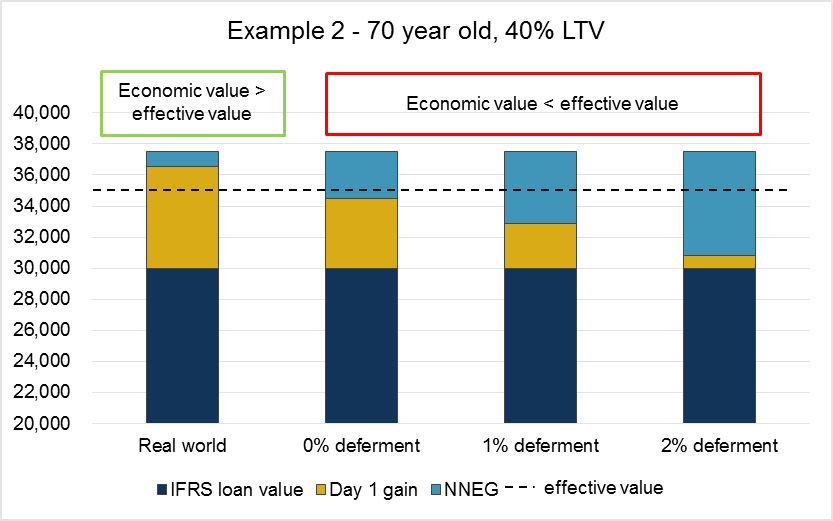 Example 2 - 70 year old, 40% LTV
Economic value >
effective value
Economic value < effective value
40,000
38,000
36,000
34,000
32,000
30,000
28,000
26,000
24,000
22,000
20,000
Real world
0% deferment
1% deferment
2% deferment
IFRS loan value
Day 1 gain
NNEG
effective value